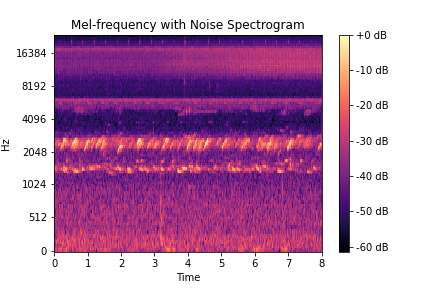 Mel-frequency with Noise Spectrogram
+0 dB
16384
-10 dB
8192
-20 dB
4096
-30 dB
Hz
2048
-40 dB
1024
-50 dB
512
0
-60 dB
0 1 2 3 4 5 6 7 8
Time